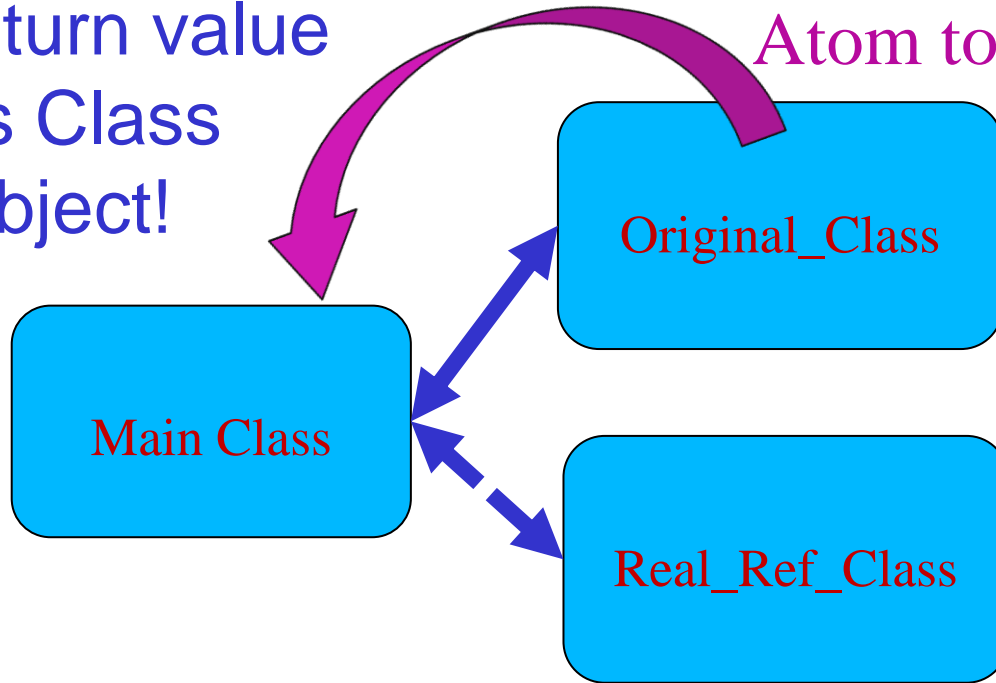 turn value
s Class
bject!
Atom to
Original_Class
Main Class
Real_Ref_Class